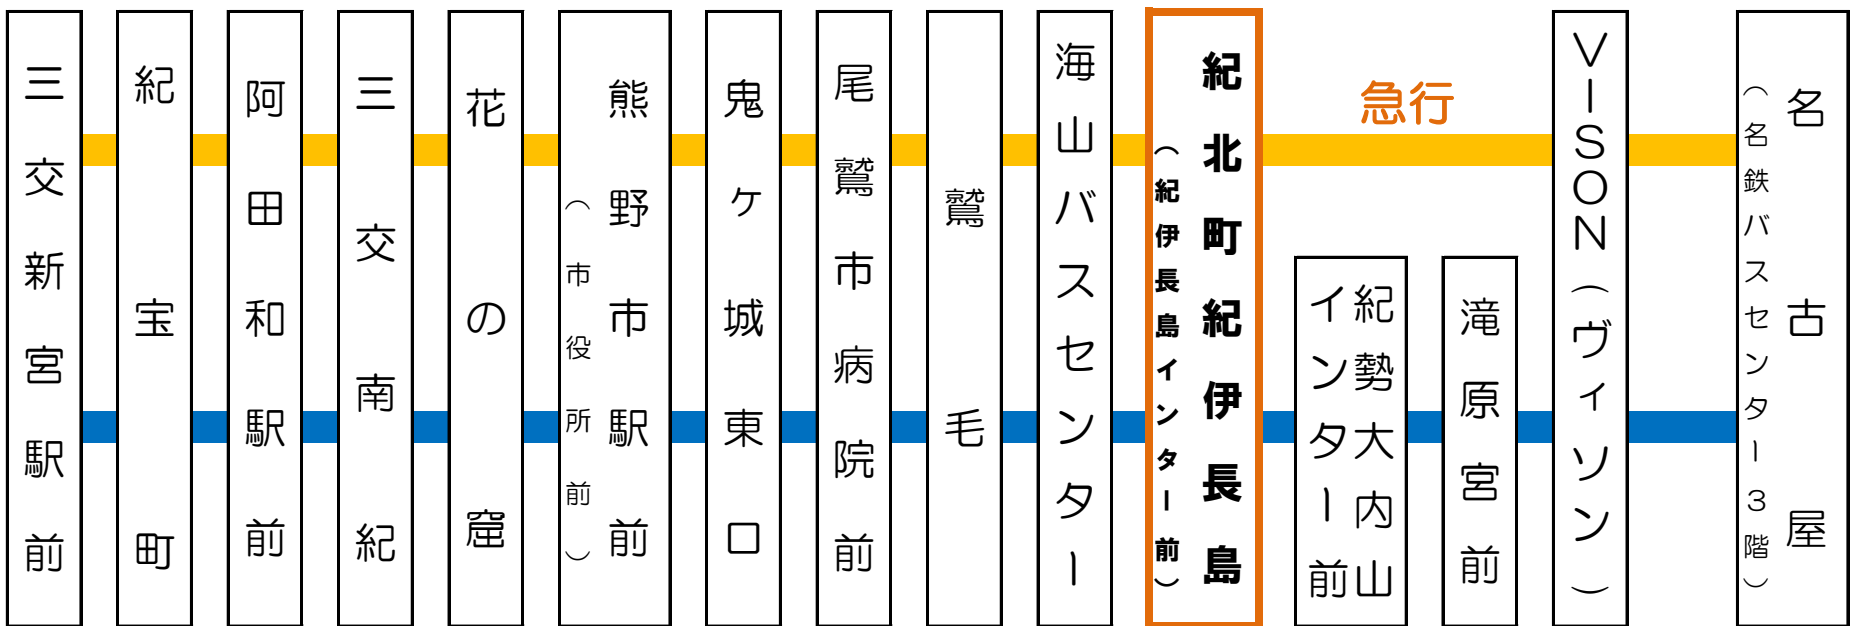 三交新宮駅前
紀宝町
阿田和駅前
三交南紀
花の窟
熊野市駅前
（市役所前）
鬼ケ城東口
尾鷲市病院前
鷲毛
海山バスセンター
紀北町紀伊長島
（紀伊長島インター前）
急行
紀勢大内山
インター前
滝原宮前
VISON（ヴィソン）
名古屋
（名鉄バスセンター3階）